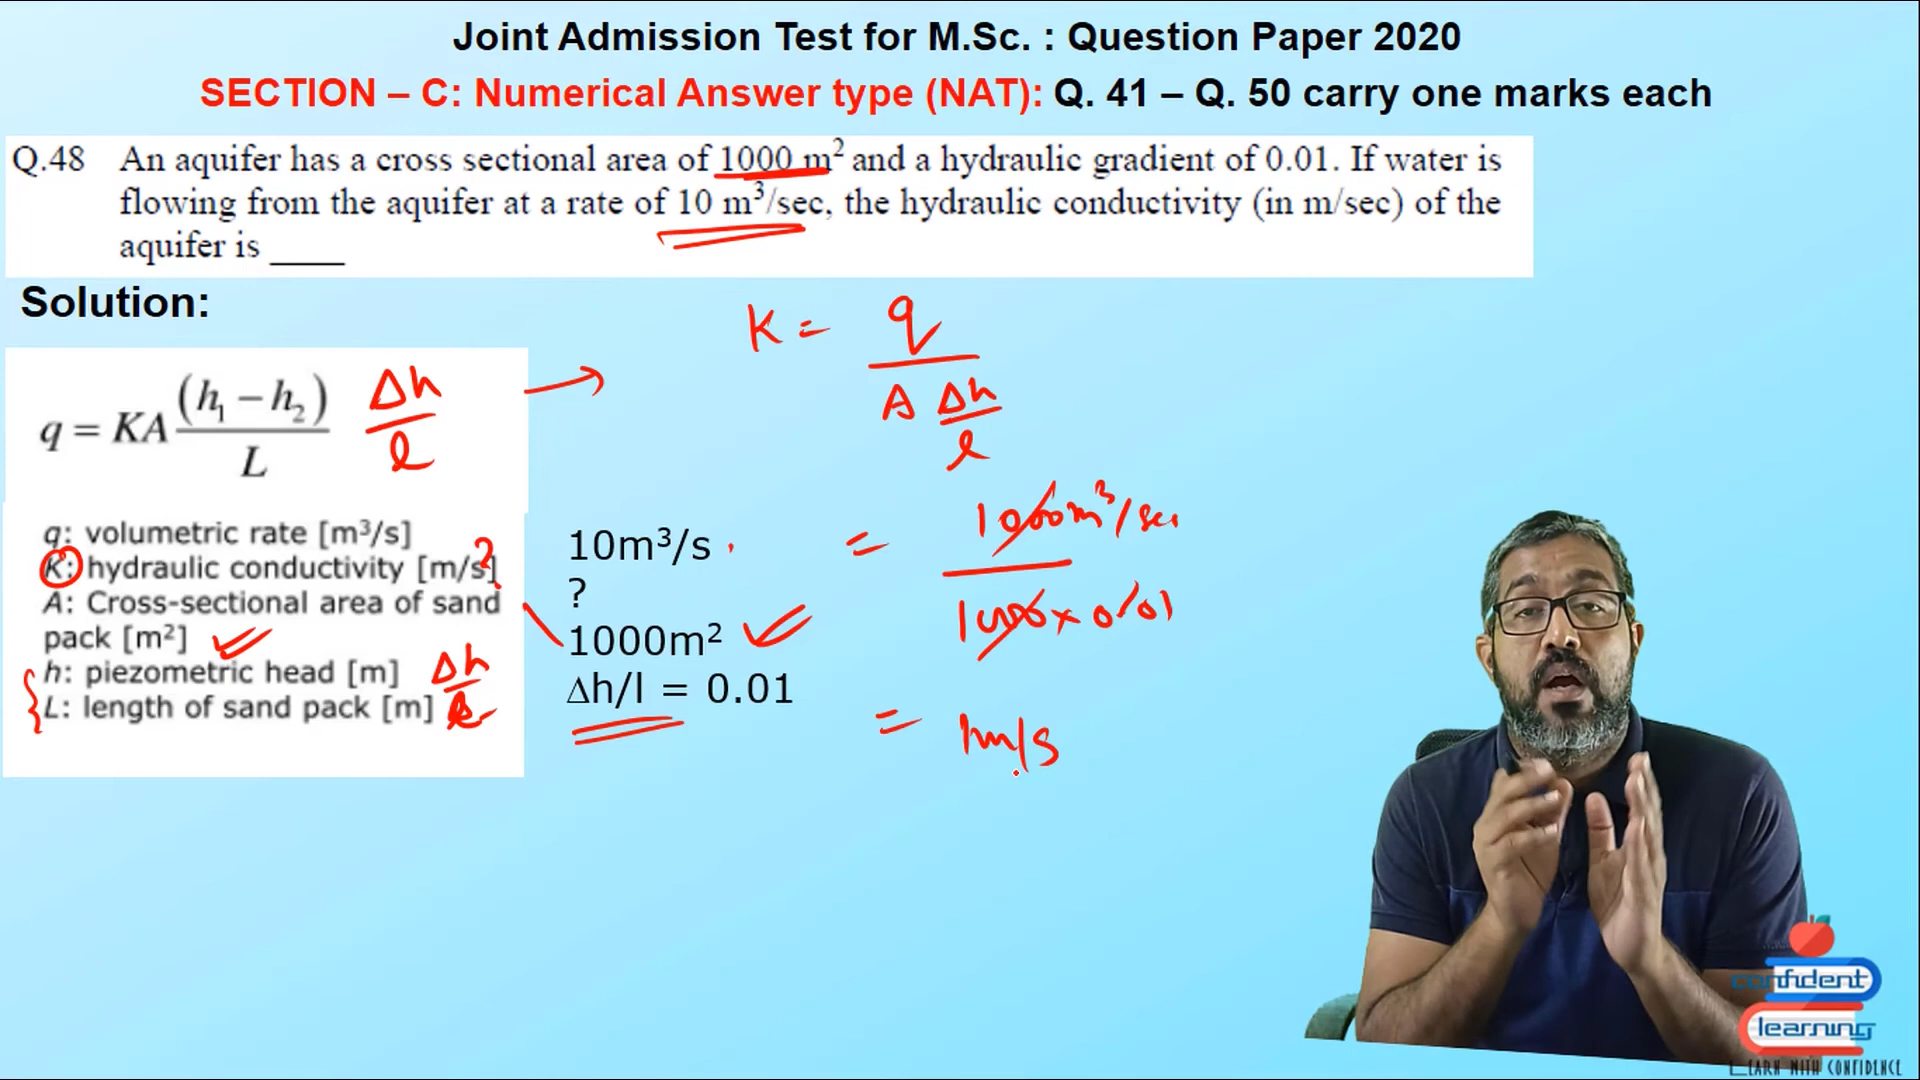 Joint Admission Test for M.Sc. : Question Paper 2020
SECTION – C: Numerical Answer type (NAT): Q. 41 – Q. 50 carry one marks each
Q.48 An aquifer has a cross sectional area of 1000 m² and a hydraulic gradient of 0.01. If water is
flowing from the aquifer at a rate of 10 m³/sec, the hydraulic conductivity (in m/sec) of the
aquifer is ____
Solution:
q = KA (h₁ – h₂) / L
Δh / l
K = q / A Δh / l
q: volumetric rate [m³/s]
K: hydraulic conductivity [m/s] ?
A: Cross-sectional area of sand
pack [m²]
h: piezometric head [m]
L: length of sand pack [m]
Δh
10m³/s
?
1000m²
Δh/l = 0.01
= 1000m³/sec
1000 x 0.01
= 1m/s
confident
learning
LEARN WITH CONFIDENCE